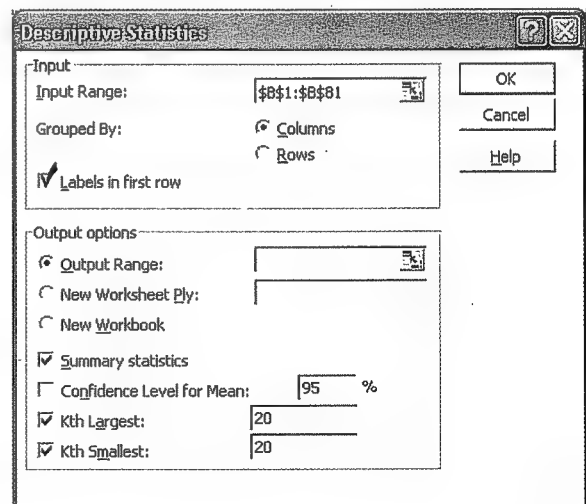 Descriptive Statistics
Input
Input Range: $B$1:$B$81
Grouped By: Columns
Rows
Labels in first row
OK
Cancel
Help
Output options
Output Range:
New Worksheet Ply:
New Workbook
Summary statistics
Confidence Level for Mean: 95 %
Kth Largest: 20
Kth Smallest: 20